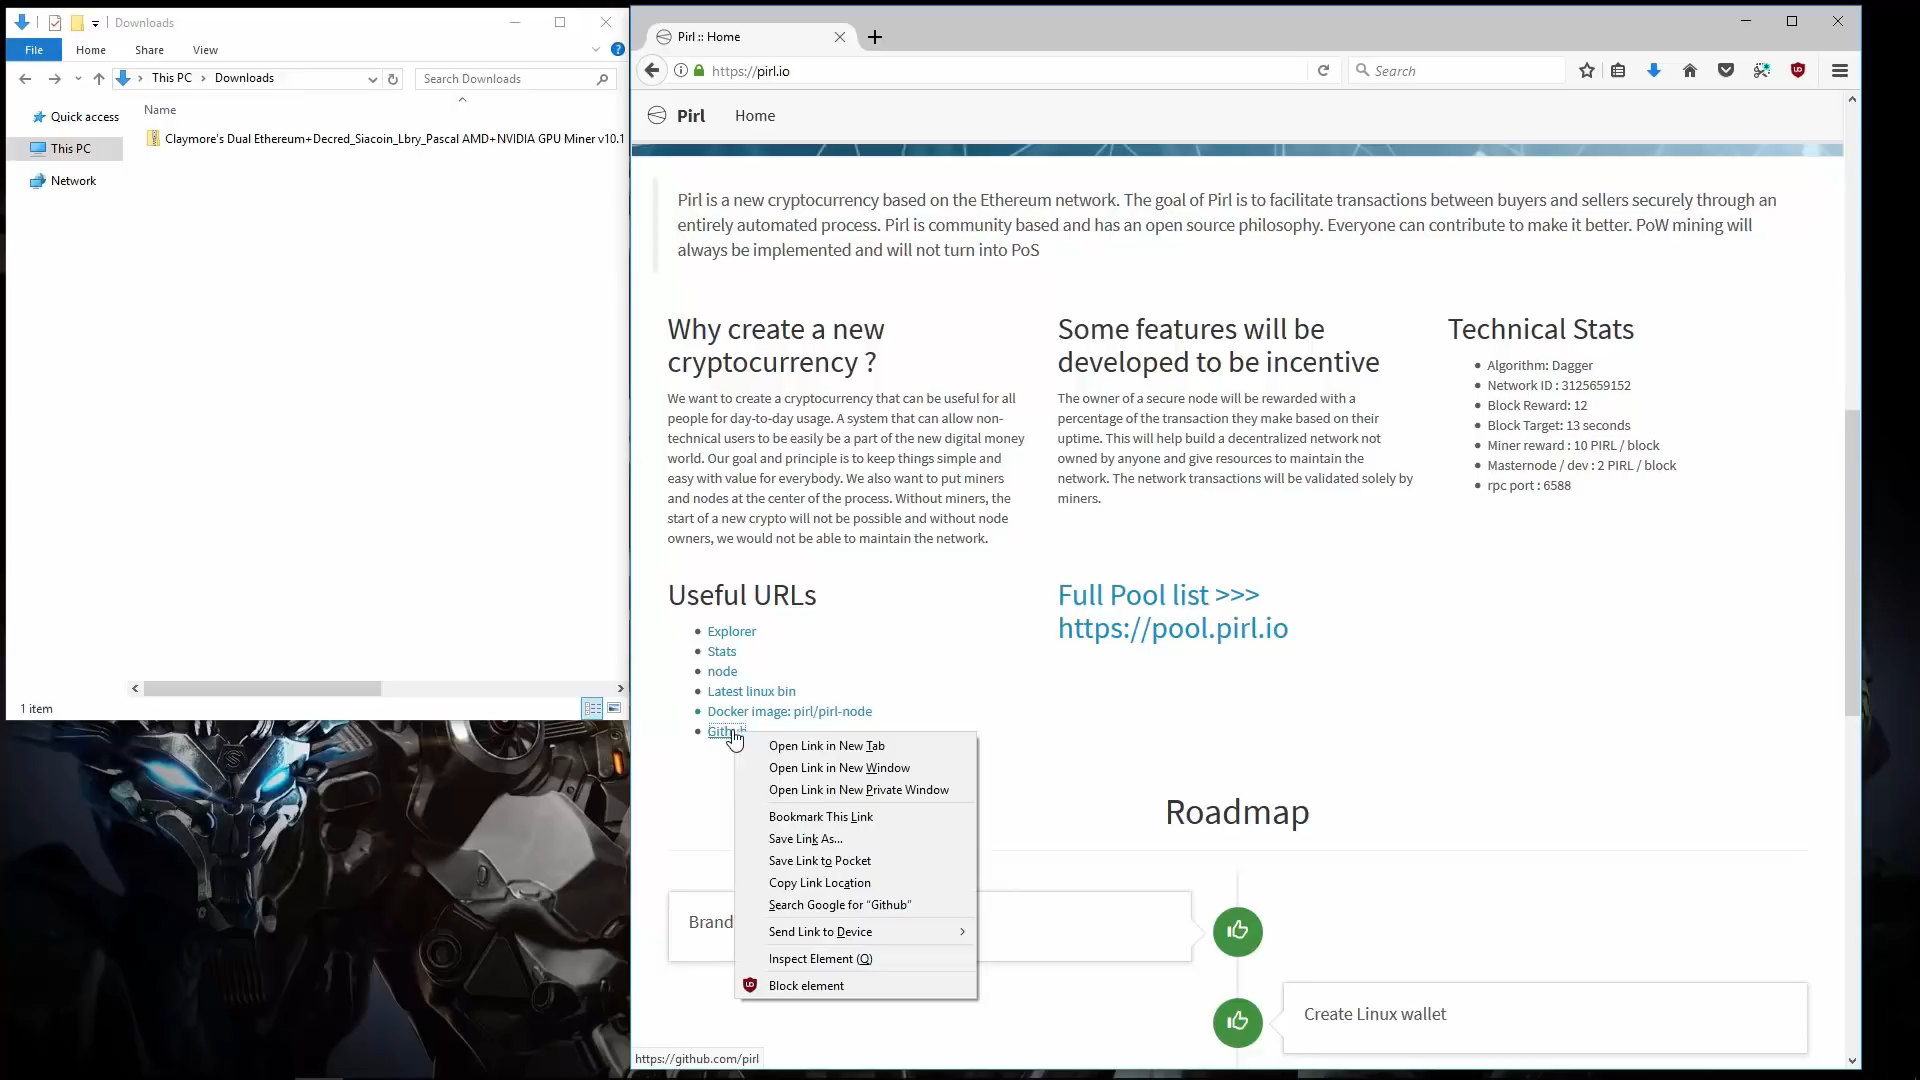 Downloads
File
Home
Share
View
This PC
Downloads
Search Downloads
Name
Quick access
Claymore's Dual Ethereum+Decred_Siacoin_Lbry_Pascal AMD+NVIDIA GPU Miner v10.1
This PC
Network
1 item
Pirl :: Home
https://pirl.io
Search
Pirl
Home
Pirl is a new cryptocurrency based on the Ethereum network. The goal of Pirl is to facilitate transactions between buyers and sellers securely through an
entirely automated process. Pirl is community based and has an open source philosophy. Everyone can contribute to make it better. PoW mining will
always be implemented and will not turn into PoS
Why create a new
cryptocurrency ?
We want to create a cryptocurrency that can be useful for all
people for day-to-day usage. A system that can allow non-
technical users to be easily be a part of the new digital money
world. Our goal and principle is to keep things simple and
easy with value for everybody. We also want to put miners
and nodes at the center of the process. Without miners, the
start of a new crypto will not be possible and without node
owners, we would not be able to maintain the network.
Some features will be
developed to be incentive
The owner of a secure node will be rewarded with a
percentage of the transaction they make based on their
uptime. This will help build a decentralized network not
owned by anyone and give resources to maintain the
network. The network transactions will be validated solely by
miners.
Technical Stats
Algorithm: Dagger
Network ID : 3125659152
Block Reward: 12
Block Target: 13 seconds
Miner reward : 10 PIRL / block
Masternode / dev : 2 PIRL / block
rpc port : 6588
Useful URLs
Explorer
Stats
node
Latest linux bin
Docker image: pirl/pirl-node
Github
Full Pool list >>>
https://pool.pirl.io
Open Link in New Tab
Open Link in New Window
Open Link in New Private Window
Bookmark This Link
Save Link As...
Save Link to Pocket
Copy Link Location
Search Google for “Github”
Send Link to Device
Inspect Element (Q)
Block element
Roadmap
Brand
Create Linux wallet
https://github.com/pirl